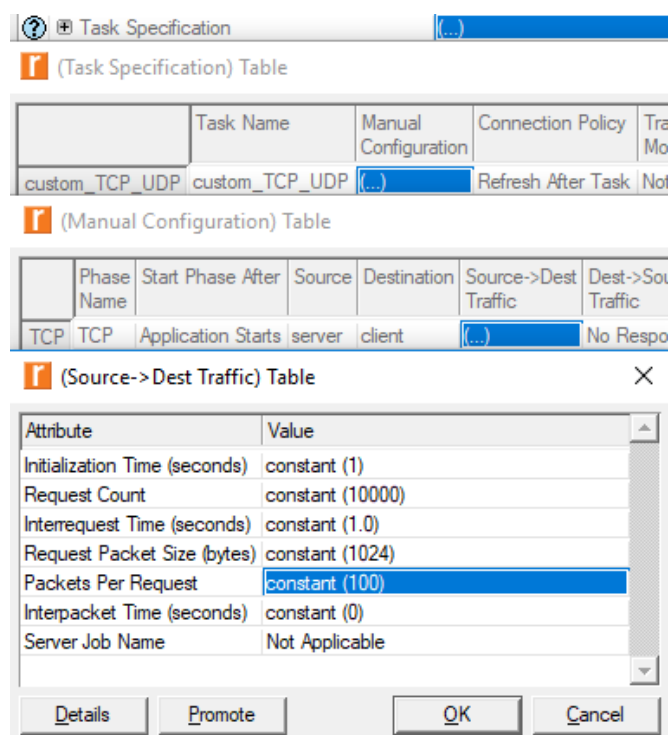 Task Specification (...)
(Task Specification) Table
Task Name Manual Configuration Connection Policy Tra Mo
custom_TCP_UDP custom_TCP_UDP (...) Refresh After Task Not
(Manual Configuration) Table
Phase Name Start Phase After Source Destination Source->Dest Traffic Dest->Sou Traffic
TCP TCP Application Starts server client (...) No Respo
(Source->Dest Traffic) Table
Attribute Value
Initialization Time (seconds) constant (1)
Request Count constant (10000)
Interrequest Time (seconds) constant (1.0)
Request Packet Size (bytes) constant (1024)
Packets Per Request constant (100)
Interpacket Time (seconds) constant (0)
Server Job Name Not Applicable
Details Promote OK Cancel